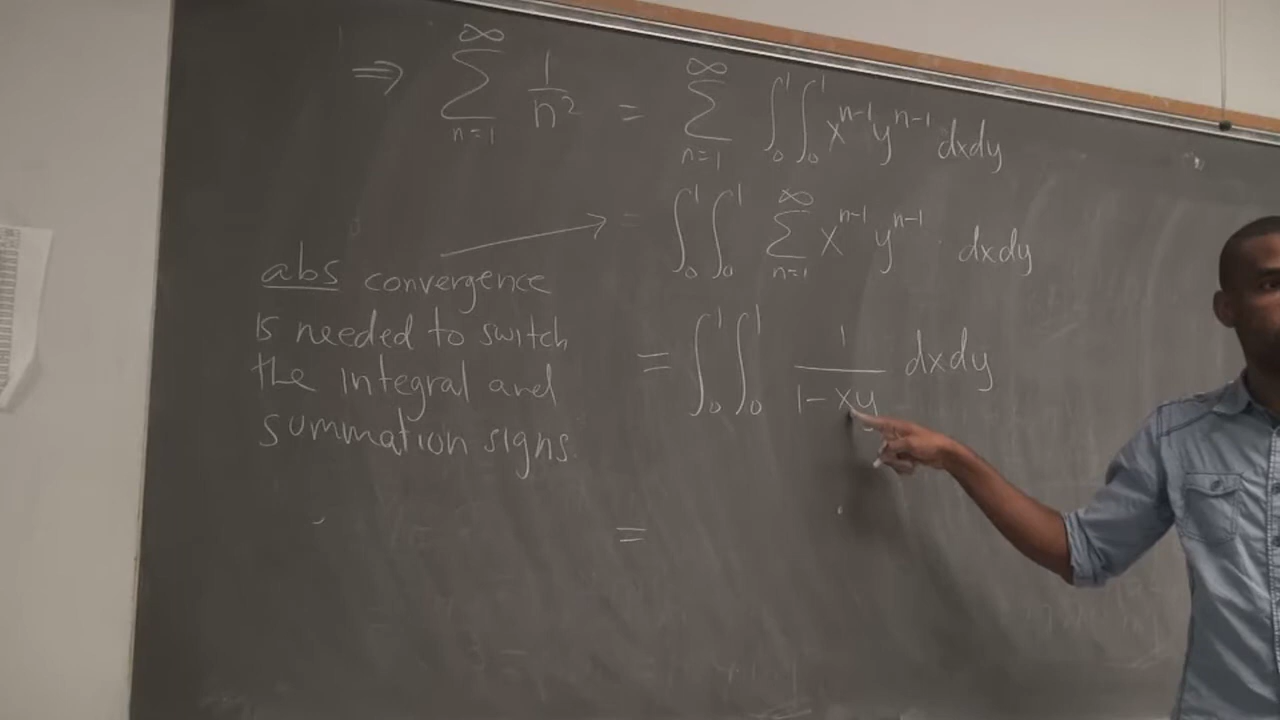 ⇒ ∑_{n=1}^{∞} 1/n² = ∑_{n=1}^{∞} ∫₀¹∫₀¹ x^{n-1} y^{n-1} dxdy
= ∫₀¹∫₀¹ ∑_{n=1}^{∞} x^{n-1} y^{n-1} dxdy
abs convergence
is needed to switch
the integral and
summation signs.
= ∫₀¹∫₀¹ 1/(1-xy) dxdy
=